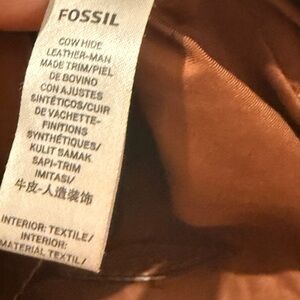 FOSSIL
COW HIDE
LEATHER-MAN
MADE TRIM/PIEL
DE BOVINO
CON AJUSTES
SINTÉTICOS/CUIR
DE VACHETTE-
FINITIONS
SYNTHÉTIQUES/
KULIT SAMAK
SAPI-TRIM
IMITASI/
牛皮-人造装饰
INTERIOR: TEXTILE/
INTERIOR:
MATERIAL TEXTIL/